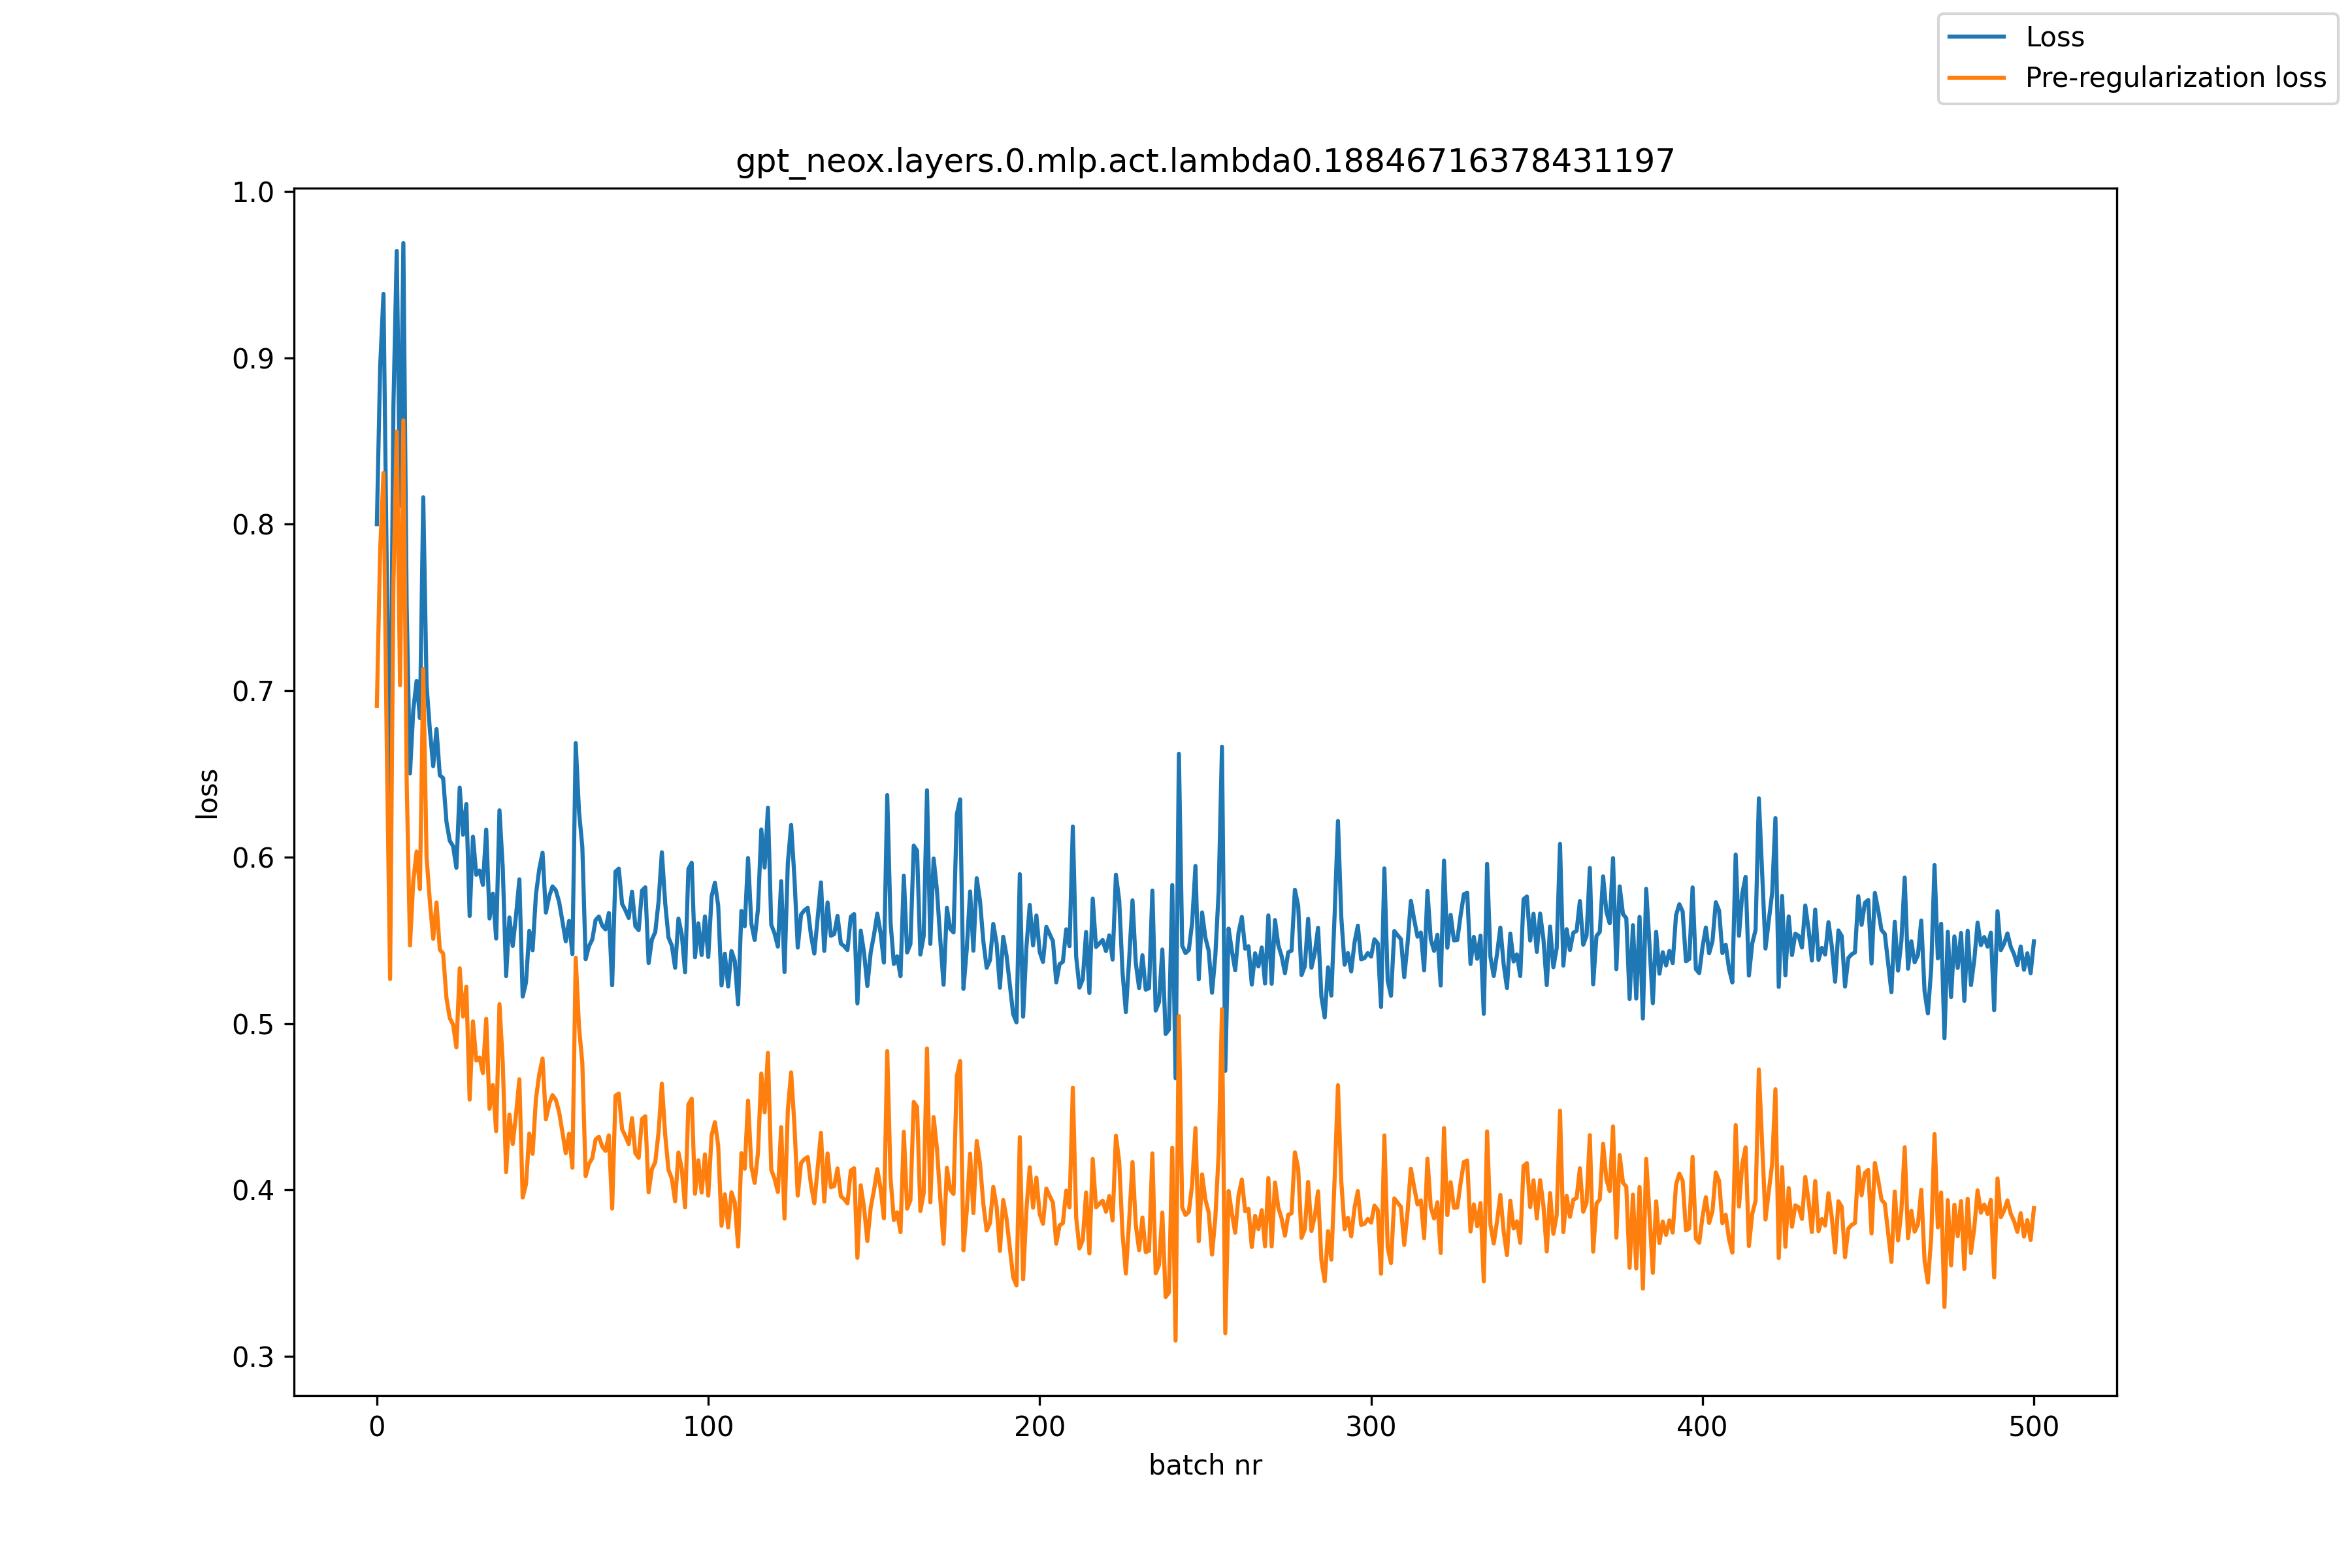 Loss
Pre-regularization loss
gpt_neox.layers.0.mlp.act.lambda0.18846716378431197
1.0
0.9
0.8
0.7
0.6
0.5
0.4
0.3
loss
0 100 200 300 400 500
batch nr